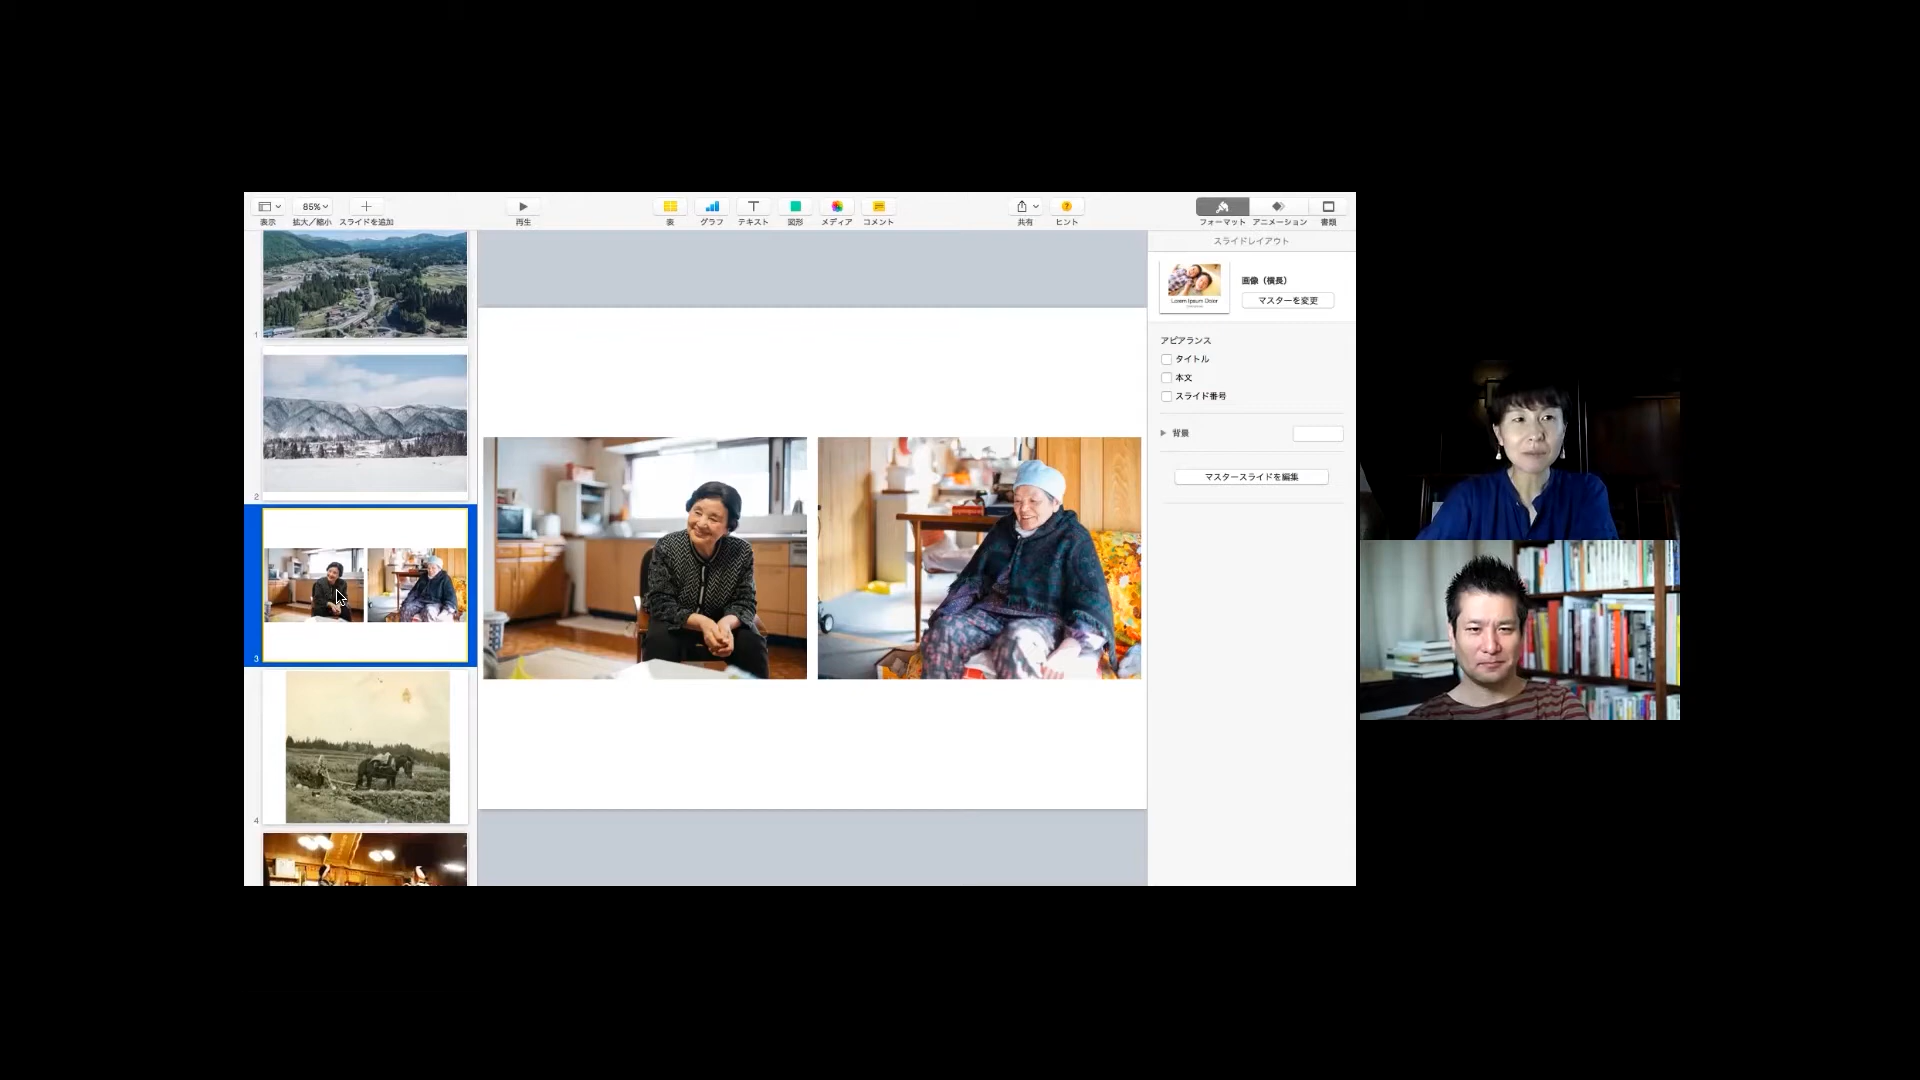 85%
表示
拡大／縮小
スライドを追加
再生
表
グラフ
テキスト
図形
メディア
コメント
共有
ヒント
フォーマット
アニメーション
書類
スライドレイアウト
Lorem Ipsum Dolor
画像（横長）
マスターを変更
アピアランス
タイトル
本文
スライド番号
背景
マスタースライドを編集
1
2
3
4